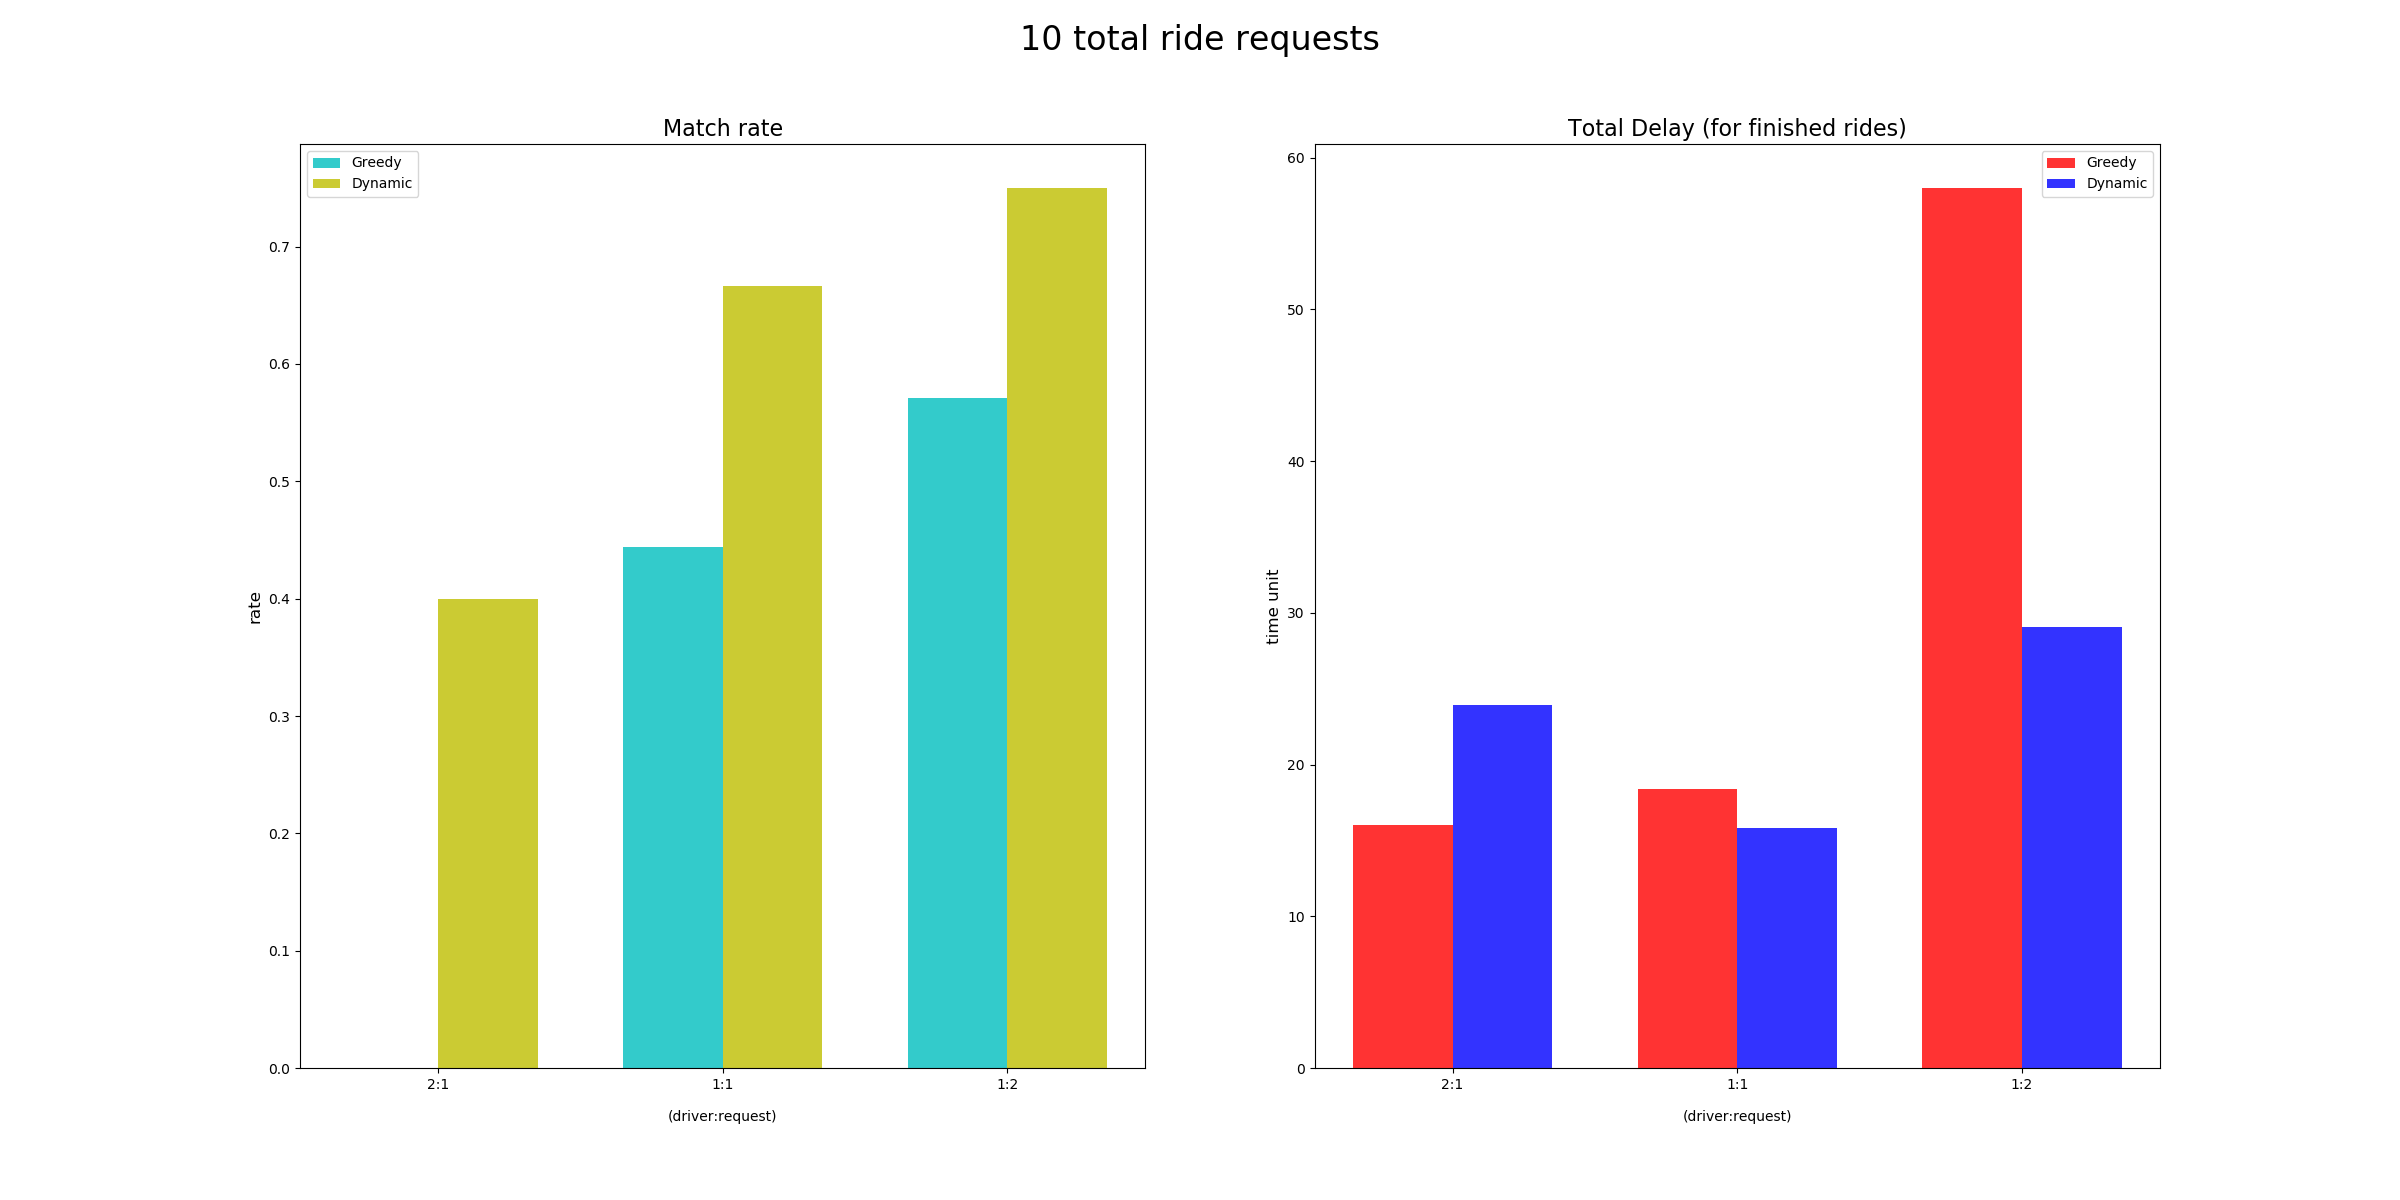 10 total ride requests
Match rate
Greedy
Dynamic
0.7
0.6
0.5
0.4
0.3
0.2
0.1
0.0
rate
2:1
1:1
1:2
(driver:request)
Total Delay (for finished rides)
Greedy
Dynamic
60
50
40
30
20
10
0
time unit
2:1
1:1
1:2
(driver:request)